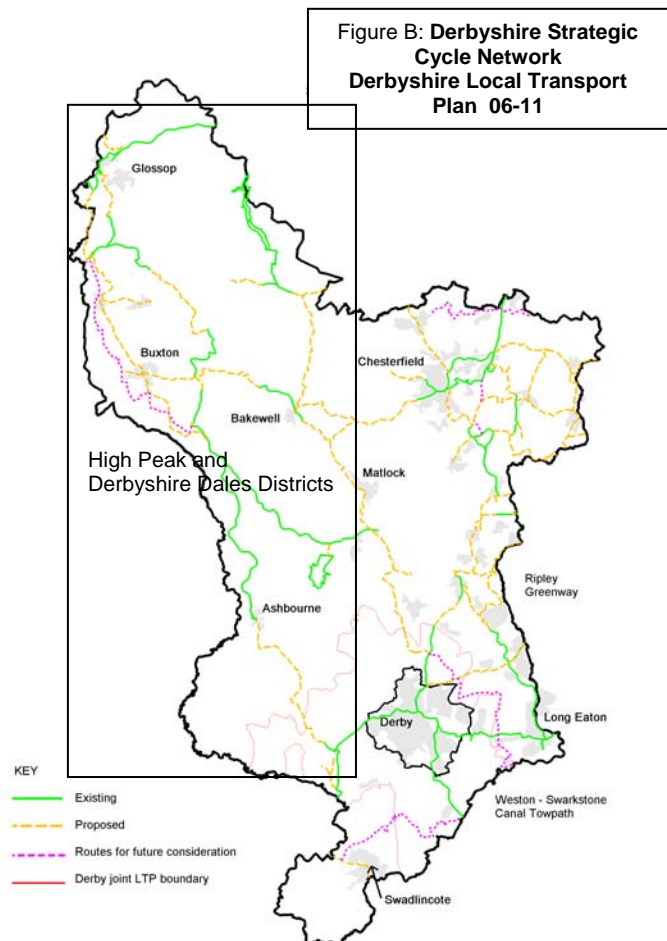 Figure B: Derbyshire Strategic
Cycle Network
Derbyshire Local Transport
Plan 06-11
Glossop
Buxton
Chesterfield
Bakewell
High Peak and
Derbyshire Dales Districts
Matlock
Ashbourne
Ripley
Greenway
Derby
Long Eaton
KEY
Existing
Proposed
Routes for future consideration
Derby joint LTP boundary
Weston - Swarkstone
Canal Towpath
Swadlincote